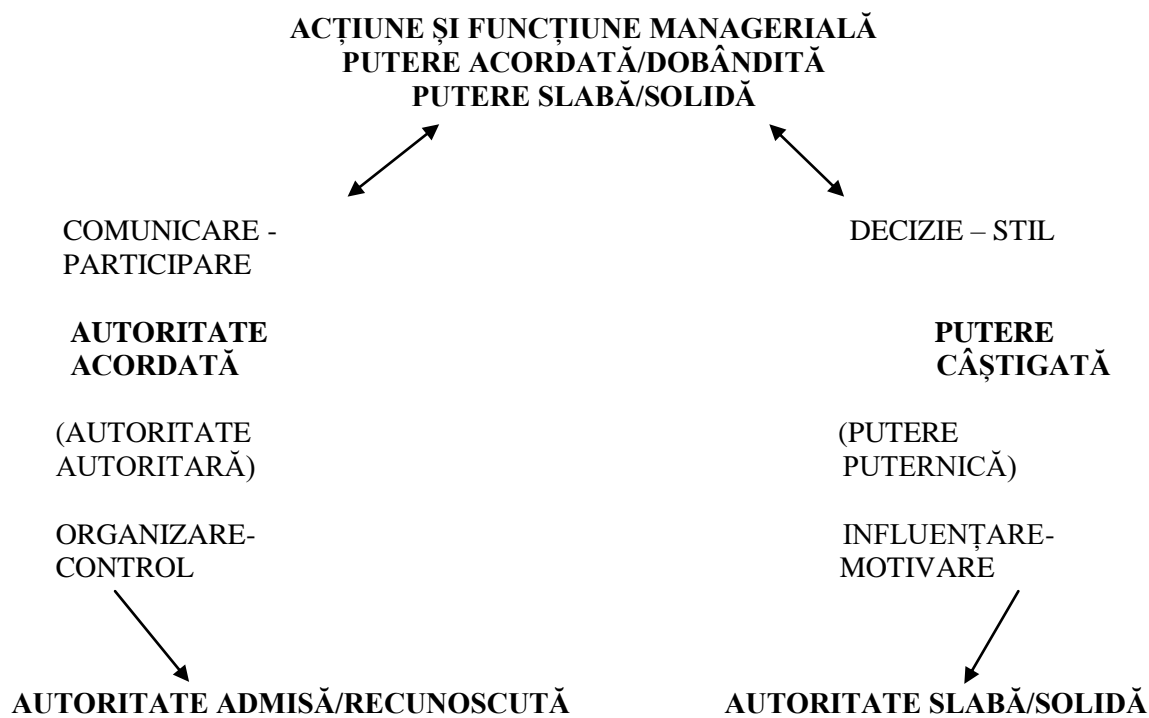 ACȚIUNE ȘI FUNCȚIUNE MANAGERIALĂ
PUTERE ACORDATĂ/DOBÂNDITĂ
PUTERE SLABĂ/SOLIDĂ
COMUNICARE -
PARTICIPARE
DECIZIE – STIL
AUTORITATE
ACORDATĂ
PUTERE
CÂȘTIGATĂ
(AUTORITATE
AUTORITARĂ)
(PUTERE
PUTERNICĂ)
ORGANIZARE-
CONTROL
INFLUENȚARE-
MOTIVARE
AUTORITATE ADMISĂ/RECUNOSCUTĂ
AUTORITATE SLABĂ/SOLIDĂ